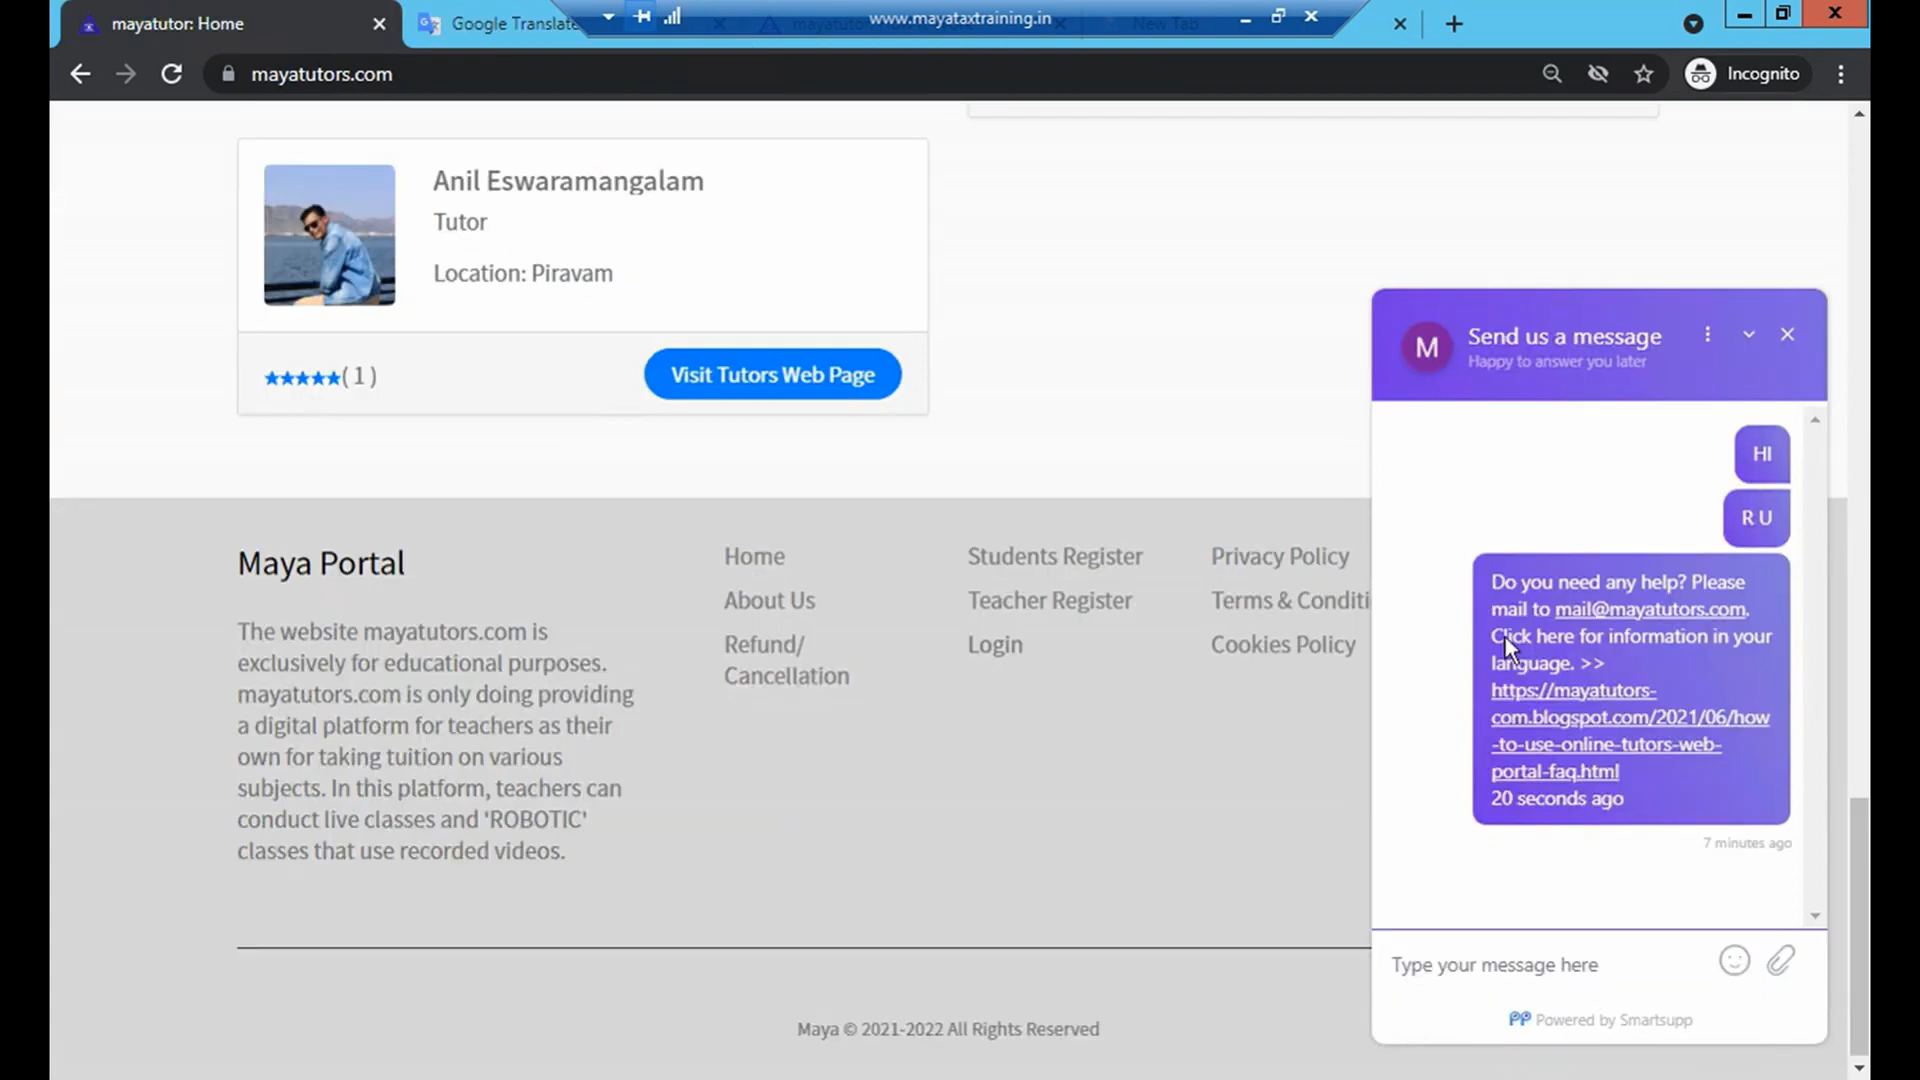 mayatutor: Home
Google Translate
www.mayataxtraining.in
New Tab
mayatutors.com
Incognito
Anil Eswaramangalam
Tutor
Location: Piravam
★★★★★( 1 )
Visit Tutors Web Page
Maya Portal
The website mayatutors.com is
exclusively for educational purposes.
mayatutors.com is only doing providing
a digital platform for teachers as their
own for taking tuition on various
subjects. In this platform, teachers can
conduct live classes and 'ROBOTIC'
classes that use recorded videos.
Home
About Us
Refund/
Cancellation
Students Register
Teacher Register
Login
Privacy Policy
Terms & Conditi
Cookies Policy
Maya © 2021-2022 All Rights Reserved
M
Send us a message
Happy to answer you later
HI
R U
Do you need any help? Please
mail to mail@mayatutors.com.
Click here for information in your
language. >>
https://mayatutors-
com.blogspot.com/2021/06/how
-to-use-online-tutors-web-
portal-faq.html
20 seconds ago
7 minutes ago
Type your message here
Powered by Smartsupp